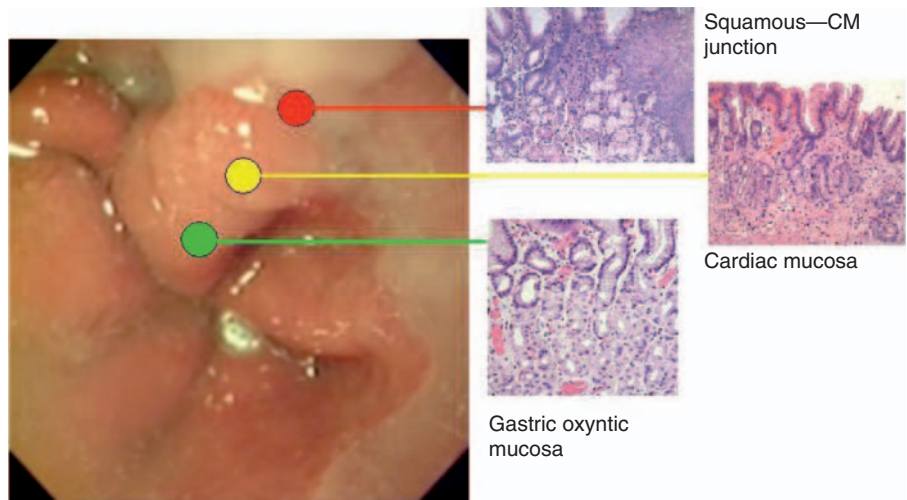 Squamous—CM
junction
Cardiac mucosa
Gastric oxyntic
mucosa